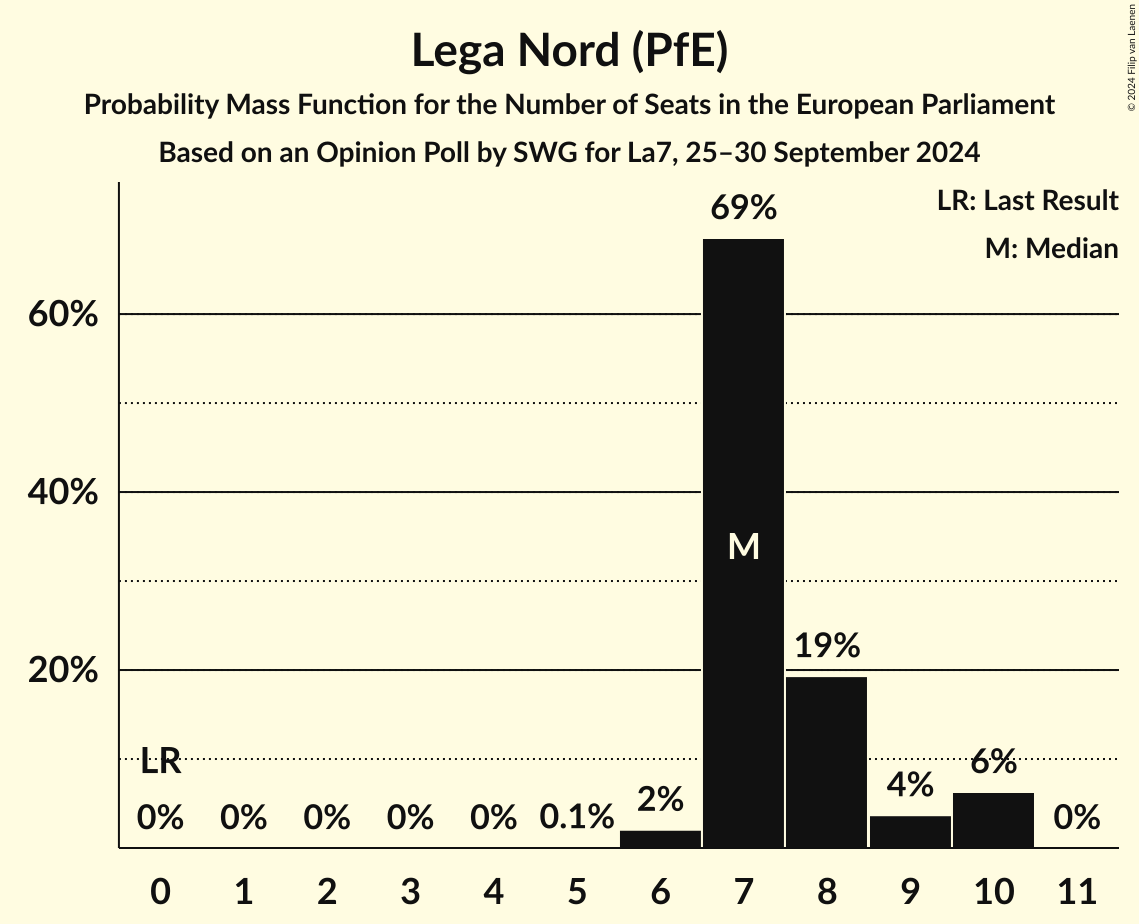 Lega Nord (PfE)
Probability Mass Function for the Number of Seats in the European Parliament
Based on an Opinion Poll by SWG for La7, 25–30 September 2024
© 2024 Filip van Laenen
LR: Last Result
M: Median
60%
40%
20%
LR
0%
0%
0%
0%
0%
0.1%
2%
69%
M
19%
4%
6%
0%
0 1 2 3 4 5 6 7 8 9 10 11